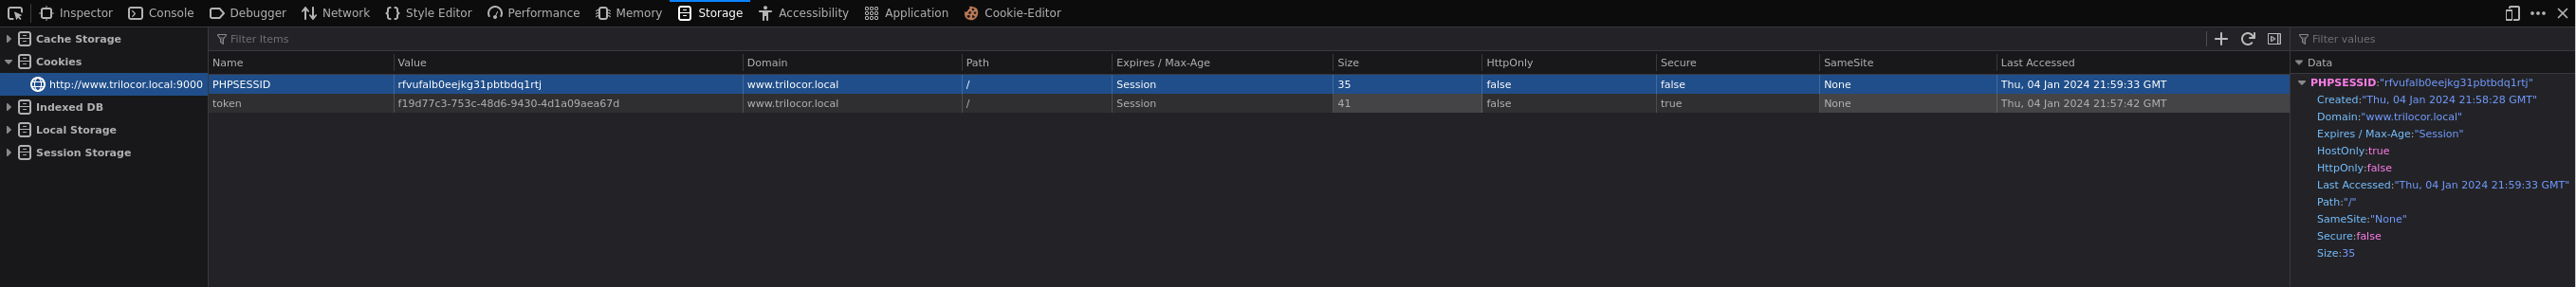 Inspector Console Debugger Network Style Editor Performance Memory Storage Accessibility Application Cookie-Editor
Cache Storage
Cookies
http://www.trilocor.local:9000
Indexed DB
Local Storage
Session Storage
Filter Items
Name Value Domain Path Expires / Max-Age Size HttpOnly Secure SameSite Last Accessed
PHPSESSID rfvufalb0eejkg31pbtbdq1rtj www.trilocor.local / Session 35 false false None Thu, 04 Jan 2024 21:59:33 GMT
token f19d77c3-753c-48d6-9430-4d1a09aea67d www.trilocor.local / Session 41 false true None Thu, 04 Jan 2024 21:57:42 GMT
Filter values
Data
PHPSESSID:"rfvufalb0eejkg31pbtbdq1rtj"
Created:"Thu, 04 Jan 2024 21:58:28 GMT"
Domain:"www.trilocor.local"
Expires / Max-Age:"Session"
HostOnly:true
HttpOnly:false
Last Accessed:"Thu, 04 Jan 2024 21:59:33 GMT"
Path:"/"
SameSite:"None"
Secure:false
Size:35